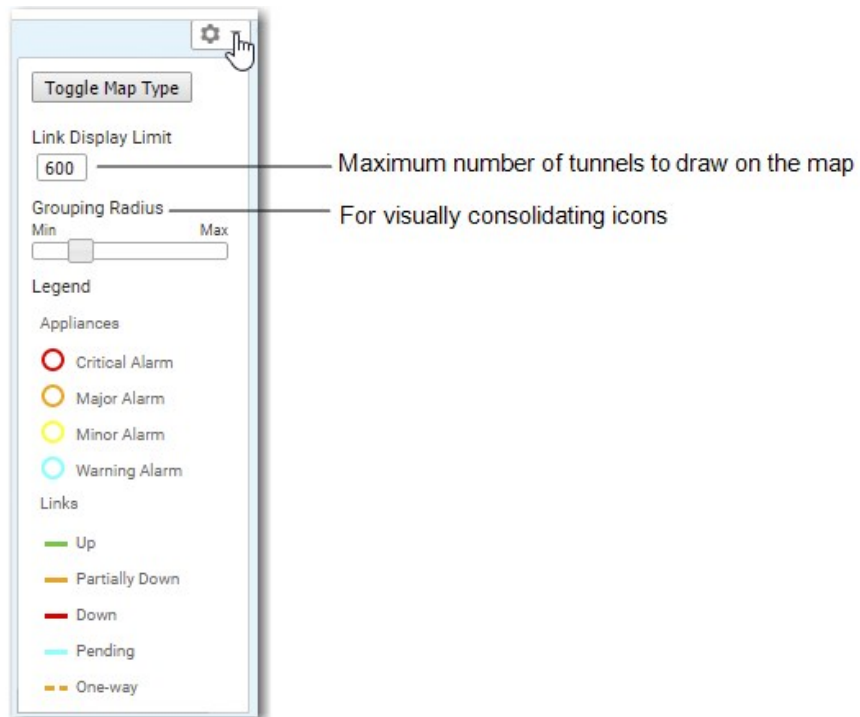 Toggle Map Type
Link Display Limit
600
Maximum number of tunnels to draw on the map
Grouping Radius
For visually consolidating icons
Min Max
Legend
Appliances
Critical Alarm
Major Alarm
Minor Alarm
Warning Alarm
Links
Up
Partially Down
Down
Pending
One-way